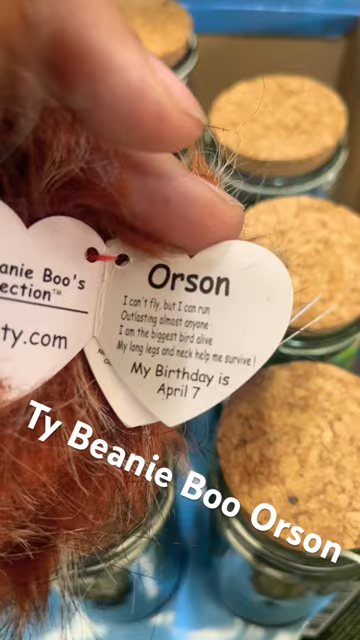 anie Boo's
ection™
ty.com
Orson
I can't fly, but I can run
Outlasting almost anyone
I am the biggest bird alive
My long legs and neck help me survive!
My Birthday is
April 7
Ty Beanie Boo Orson